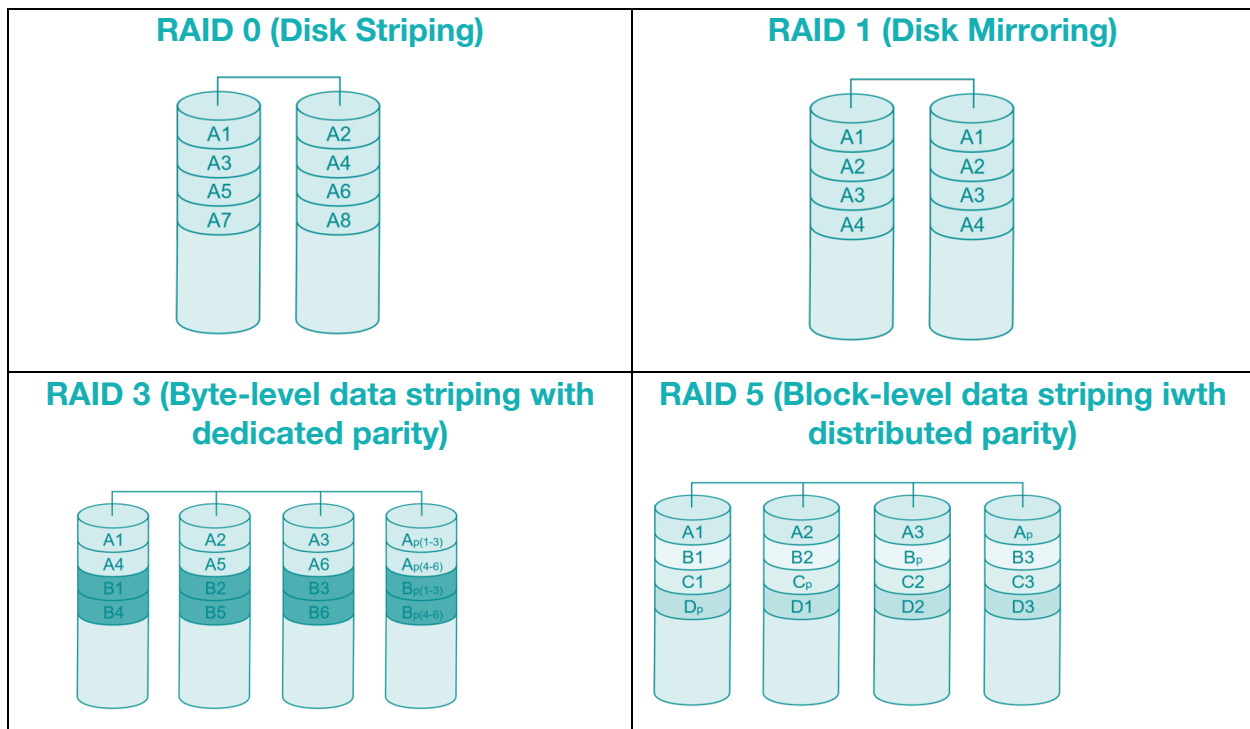 RAID 0 (Disk Striping)
A1 A2
A3 A4
A5 A6
A7 A8
RAID 1 (Disk Mirroring)
A1 A1
A2 A2
A3 A3
A4 A4
RAID 3 (Byte-level data striping with
dedicated parity)
A1 A2 A3 Ap(1-3)
A4 A5 A6 Ap(4-6)
B1 B2 B3 Bp(1-3)
B4 B5 B6 Bp(4-6)
RAID 5 (Block-level data striping iwth
distributed parity)
A1 A2 A3 Ap
B1 B2 Bp B3
C1 Cp C2 C3
Dp D1 D2 D3